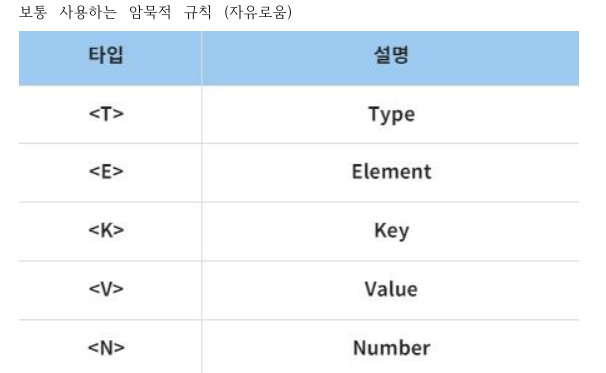 보통 사용하는 암묵적 규칙 (자유로움)
타입 설명
<T> Type
<E> Element
<K> Key
<V> Value
<N> Number